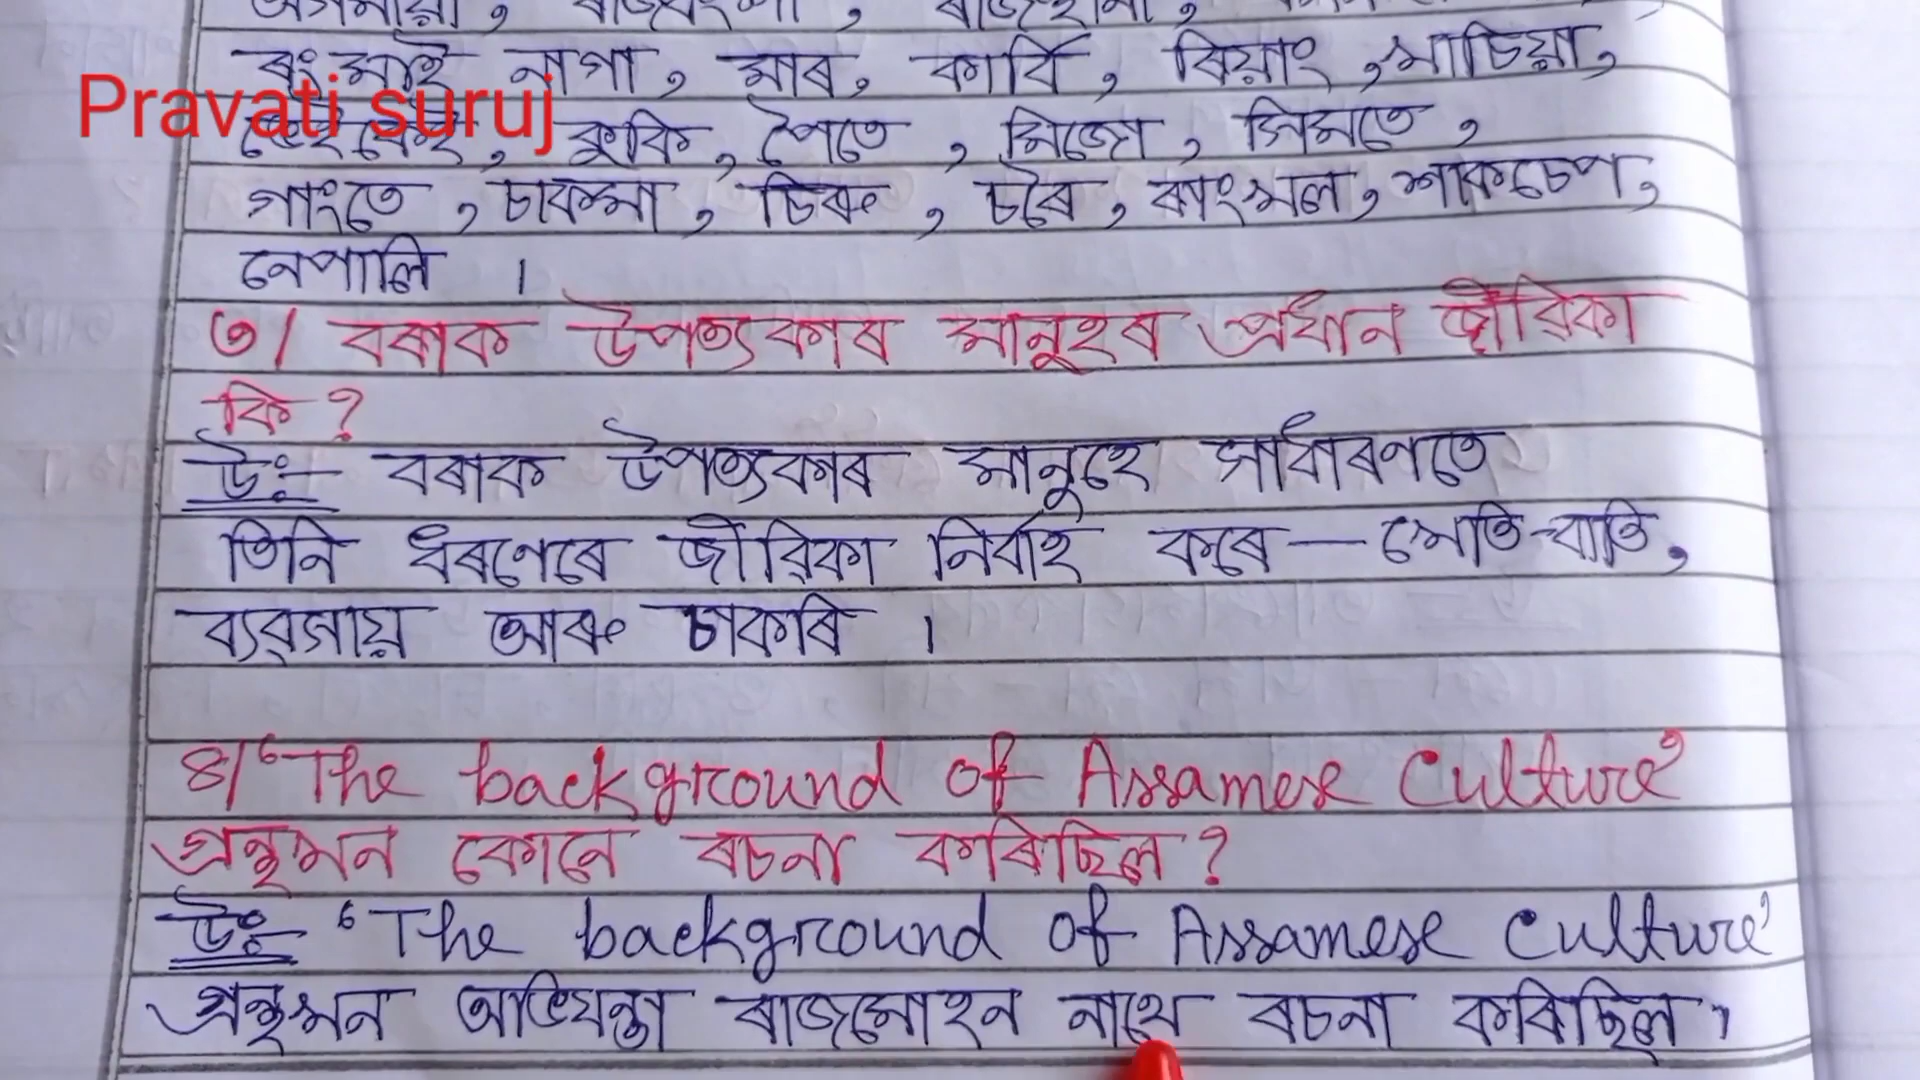 ৰংমাই নাগা, মাৰ, কাৰ্বি, ৰিয়াং, মাচিয়া,
Pravati suruj
কুকি, পৈতে, মিজো, সিমতে,
গাংতে, চাকমা, চিৰু, চৰৈ, কাংমল, শাকচেপ,
নেপালি ।
৩/ বৰাক উপত্যকাৰ মানুহৰ প্ৰধান জীৱিকা
কি ?
উঃ- বৰাক উপত্যকাৰ মানুহে সাধাৰণতে
তিনি ধৰণেৰে জীৱিকা নিৰ্বাহ কৰে — খেতি-বাতি,
ব্যৱসায় আৰু চাকৰি ।
৪/ 'The background of Assamese Culture'
গ্ৰন্থখন কোনে ৰচনা কৰিছিল ?
উঃ- 'The background of Assamese Culture'
গ্ৰন্থখন অভিযন্তা ৰাজমোহন নাথে ৰচনা কৰিছিল ।